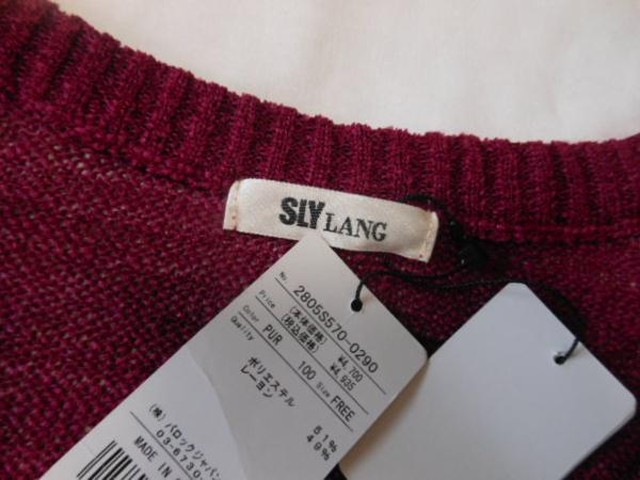 SLY LANG
No. 2805S570-0290
Price (本体価格) ¥4,700
(税込価格) ¥4,935
Color PUR 100 Size FREE
Quality
ポリエステル 51%
レーヨン 49%
(株)バロックジャパン
03-6730-
MADE IN